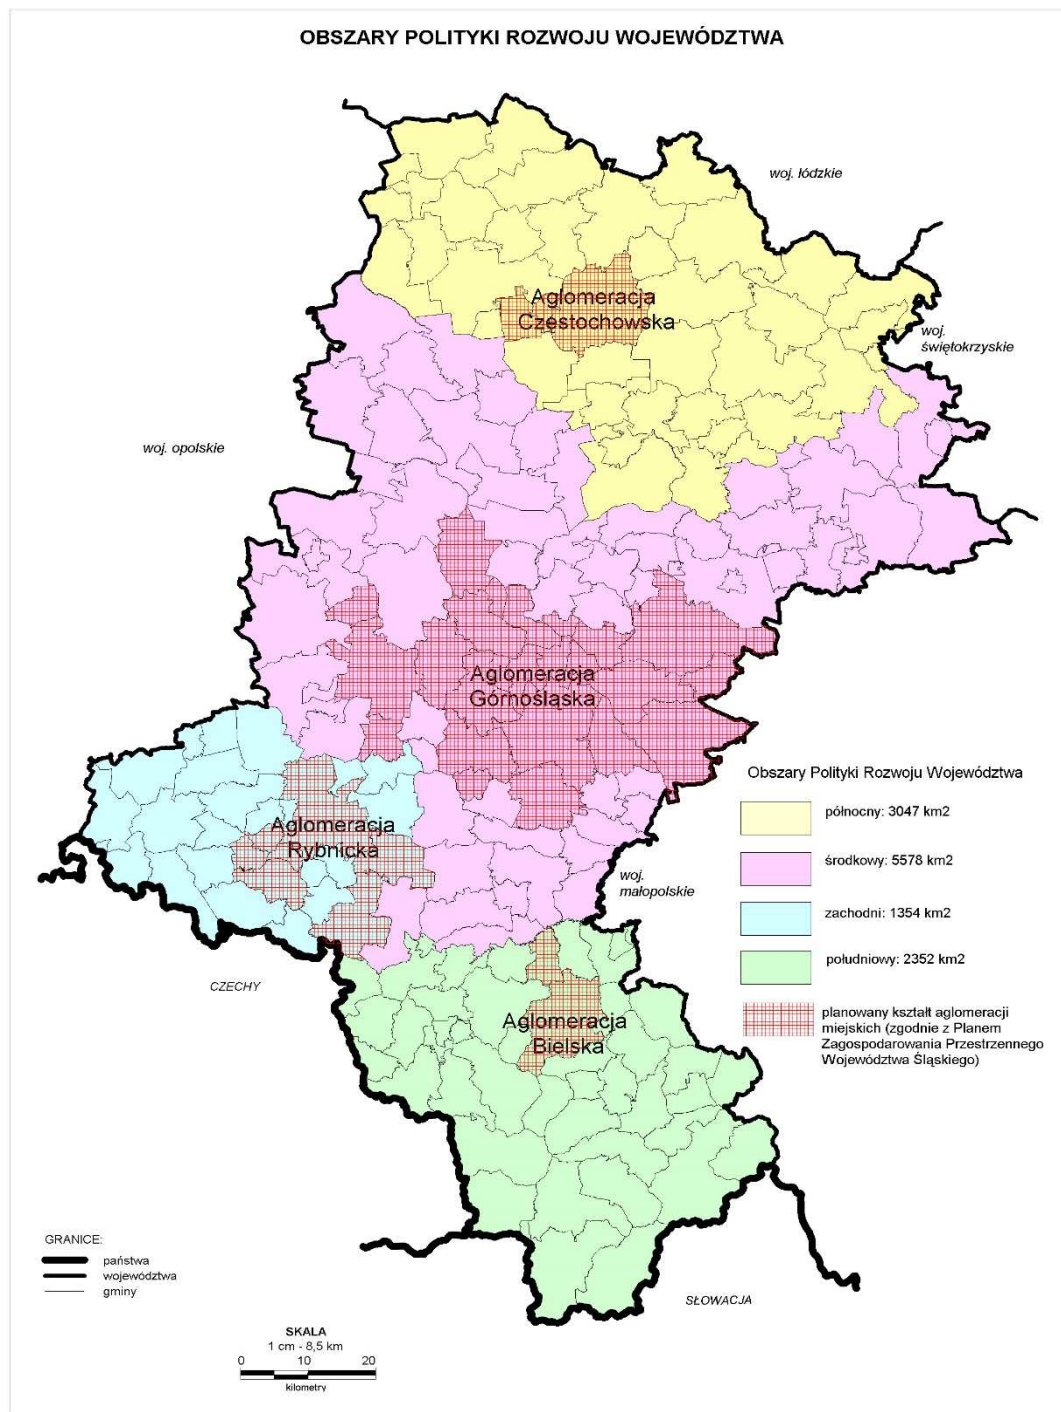 OBSZARY POLITYKI ROZWOJU WOJEWÓDZTWA
woj. łódzkie
Aglomeracja
Częstochowska
woj.
świętokrzyskie
woj. opolskie
Aglomeracja
Górnośląska
Obszary Polityki Rozwoju Województwa
północny: 3047 km2
środkowy: 5578 km2
zachodni: 1354 km2
południowy: 2352 km2
planowany kształt aglomeracji
miejskich (zgodnie z Planem
Zagospodarowania Przestrzennego
Województwa Śląskiego)
Aglomeracja
Rybnicka
woj.
małopolskie
CZECHY
Aglomeracja
Bielska
GRANICE:
państwa
województwa
gminy
SŁOWACJA
SKALA
1 cm - 8,5 km
0 10 20
kilometry